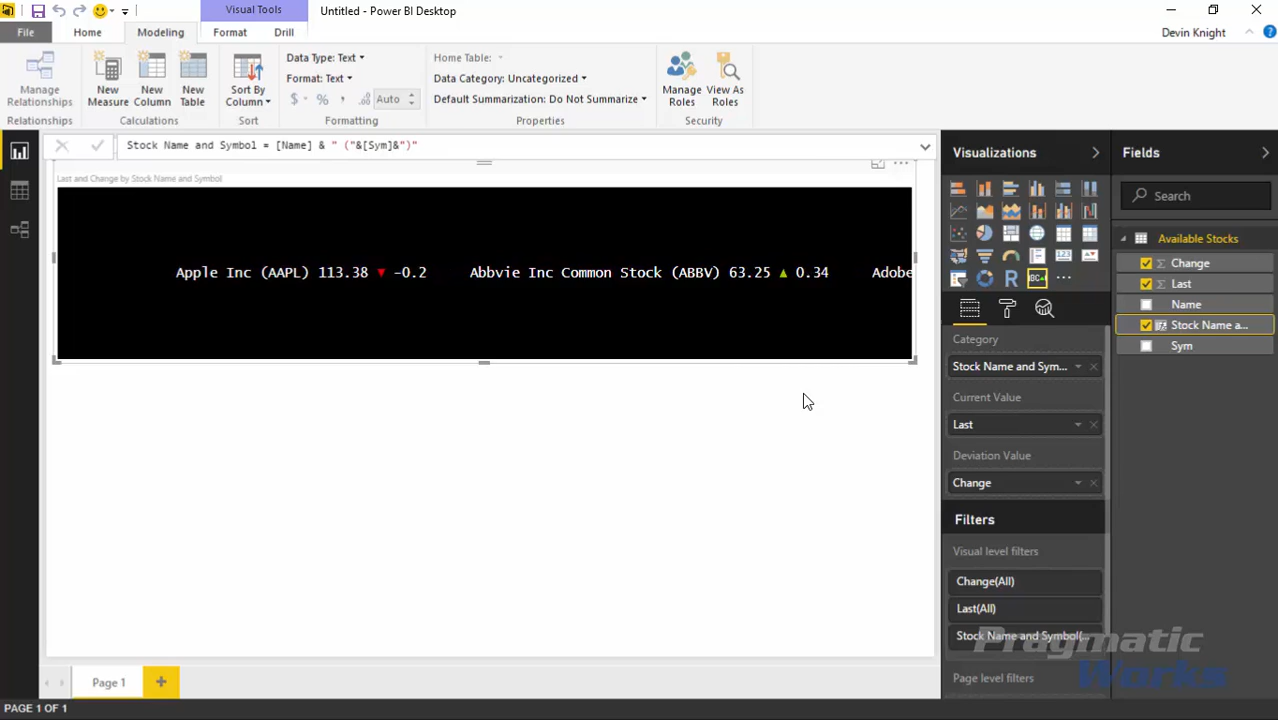 Visual Tools
Untitled - Power BI Desktop
File
Home
Modeling
Format
Drill
Devin Knight
Manage
Relationships
New
Measure
New
Column
New
Table
Sort By
Column
Data Type: Text
Format: Text
$ % , Auto
Home Table:
Data Category: Uncategorized
Default Summarization: Do Not Summarize
Manage
Roles
View As
Roles
Relationships
Calculations
Sort
Formatting
Properties
Security
Stock Name and Symbol = [Name] & " ("&[Sym]&")"
Last and Change by Stock Name and Symbol
Apple Inc (AAPL) 113.38 ▼ -0.2 Abbvie Inc Common Stock (ABBV) 63.25 ▲ 0.34 Adobe
Visualizations
Category
Stock Name and Sym...
Current Value
Last
Deviation Value
Change
Filters
Visual level filters
Change(All)
Last(All)
Stock Name and Symbol(...
Page level filters
Fields
Search
Available Stocks
Change
Last
Name
Stock Name a...
Sym
Pragmatic
Works
Page 1
PAGE 1 OF 1